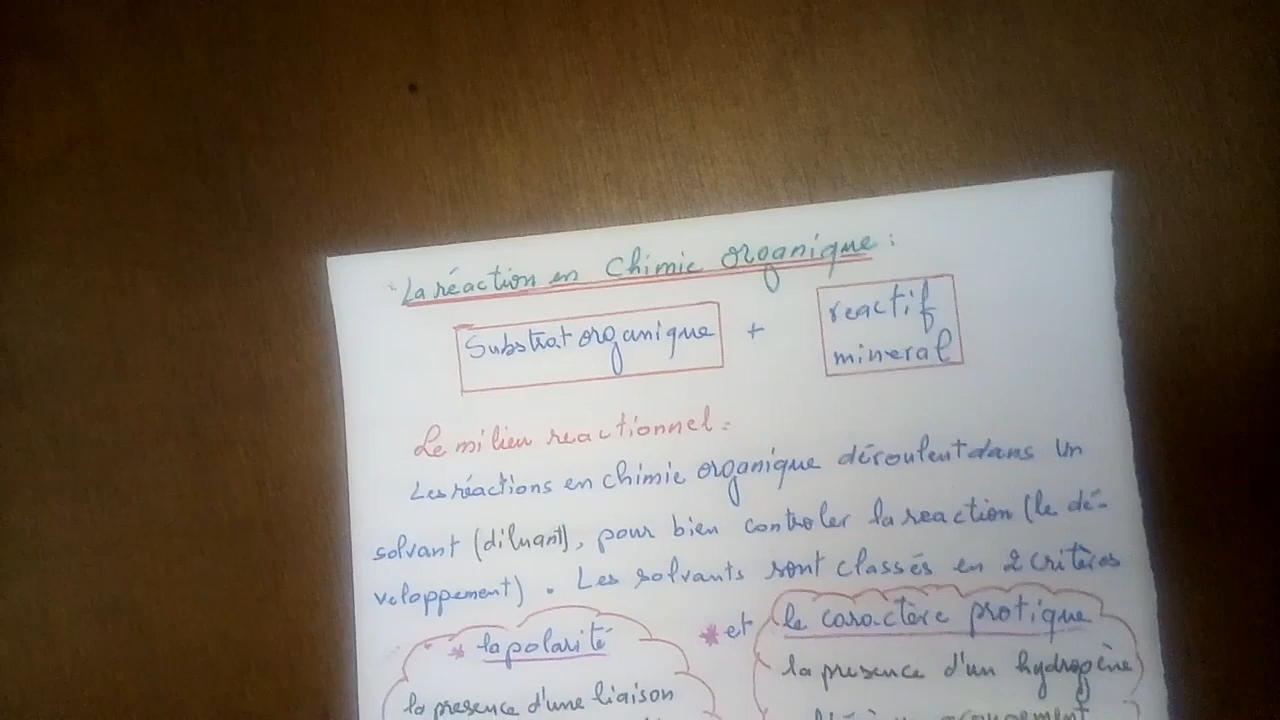 La réaction en Chimie organique :
Substrat organique + reactif
mineral
Le milieu reactionnel :
Les réactions en chimie organique déroulent dans un
solvant (diluant), pour bien controler la reaction (le dé-
veloppement). Les solvants sont classés en 2 critères
* la polarité
* et le caractère protique
la presence d'une liaison
la presence d'un hydrogène